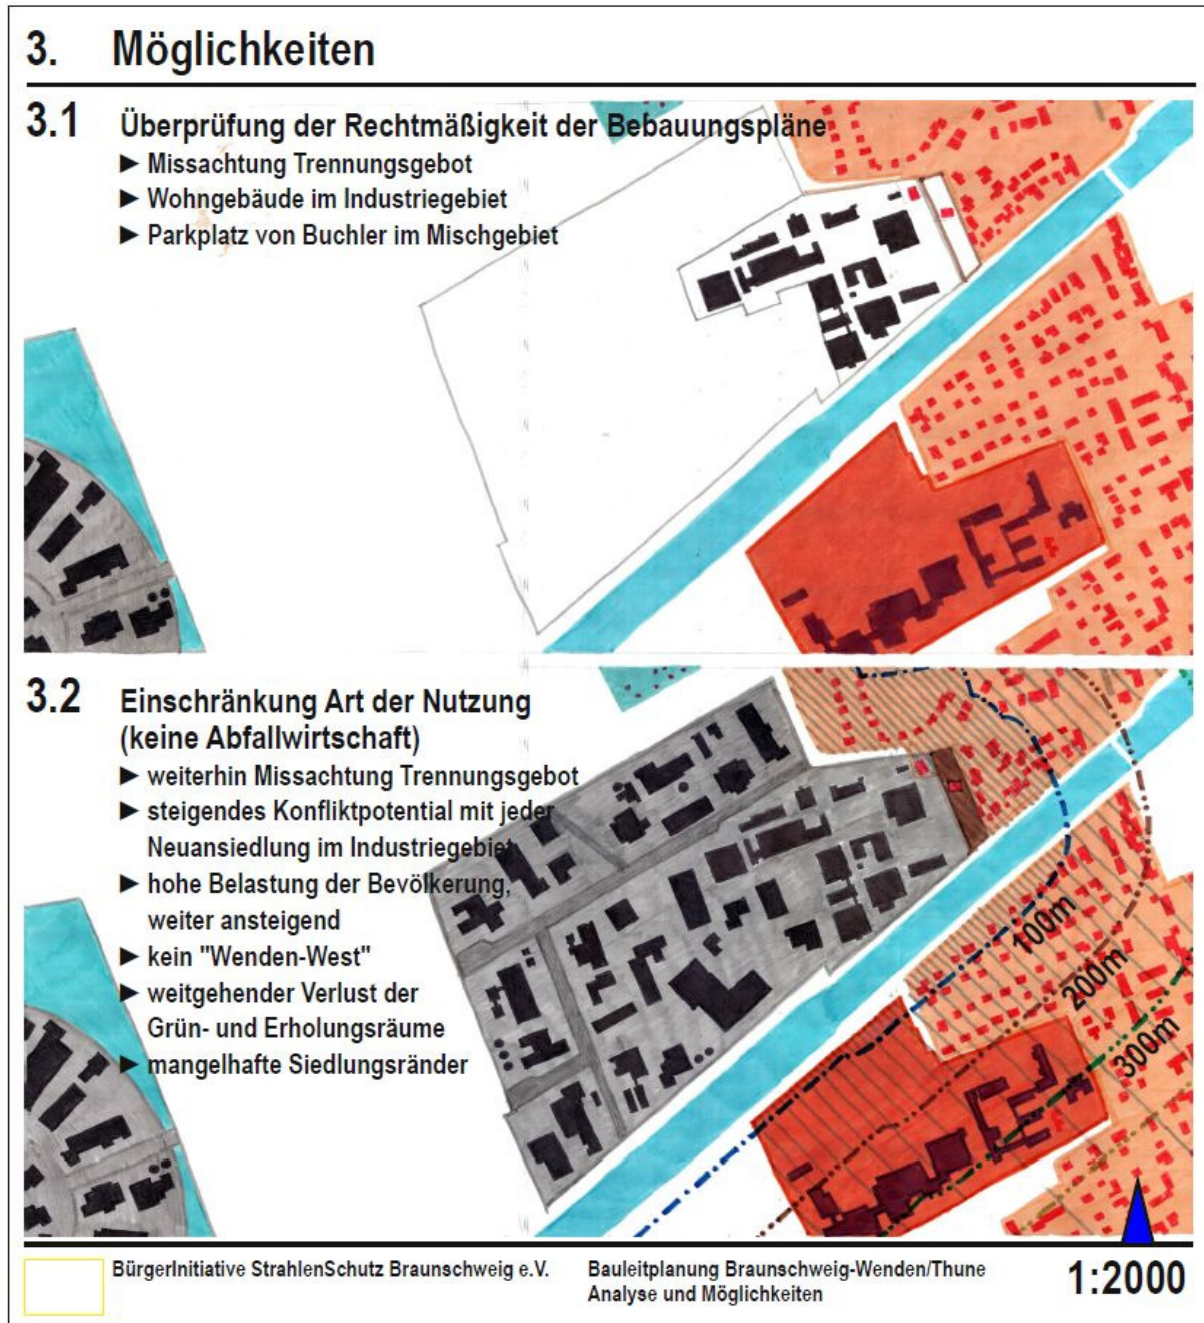 3. Möglichkeiten
3.1 Überprüfung der Rechtmäßigkeit der Bebauungspläne
► Missachtung Trennungsgebot
► Wohngebäude im Industriegebiet
► Parkplatz von Buchler im Mischgebiet
3.2 Einschränkung Art der Nutzung
(keine Abfallwirtschaft)
► weiterhin Missachtung Trennungsgebot
► steigendes Konfliktpotential mit jeder
Neuansiedlung im Industriegebiet
► hohe Belastung der Bevölkerung,
weiter ansteigend
► kein "Wenden-West"
► weitgehender Verlust der
Grün- und Erholungsräume
► mangelhafte Siedlungsränder
100m
200m
300m
BürgerInitiative StrahlenSchutz Braunschweig e.V.
Bauleitplanung Braunschweig-Wenden/Thune
Analyse und Möglichkeiten
1:2000